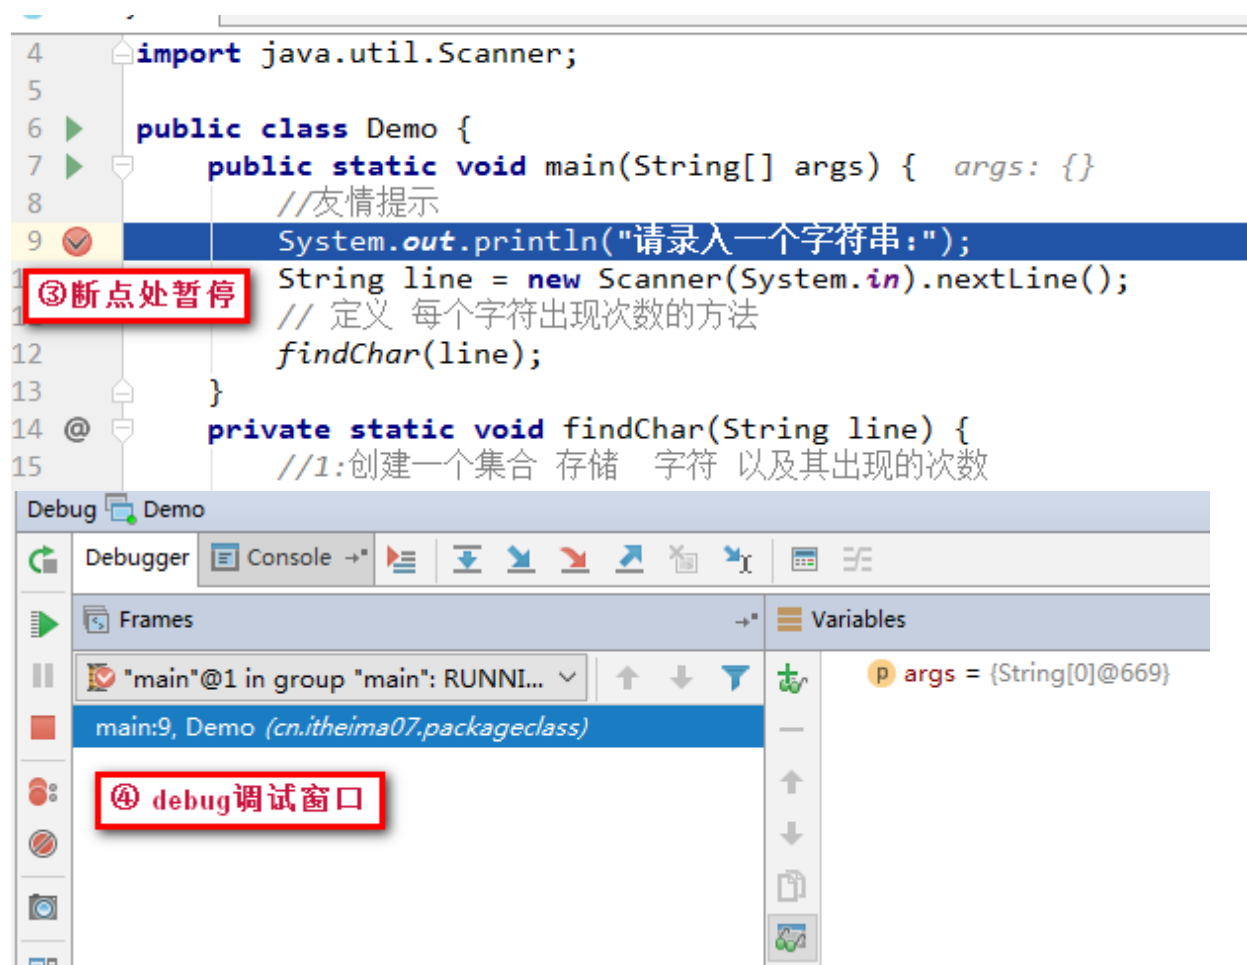 4 import java.util.Scanner;
5
6 public class Demo {
7 public static void main(String[] args) { args: {}
8 //友情提示
9 System.out.println("请录入一个字符串:");
String line = new Scanner(System.in).nextLine();
③断点处暂停
// 定义 每个字符出现次数的方法
12 findChar(line);
13 }
14 @ private static void findChar(String line) {
15 //1:创建一个集合 存储 字符 以及其出现的次数
Debug Demo
Debugger Console
Frames Variables
"main"@1 in group "main": RUNNI... args = {String[0]@669}
main:9, Demo (cn.itheima07.packageclass)
④ debug调试窗口